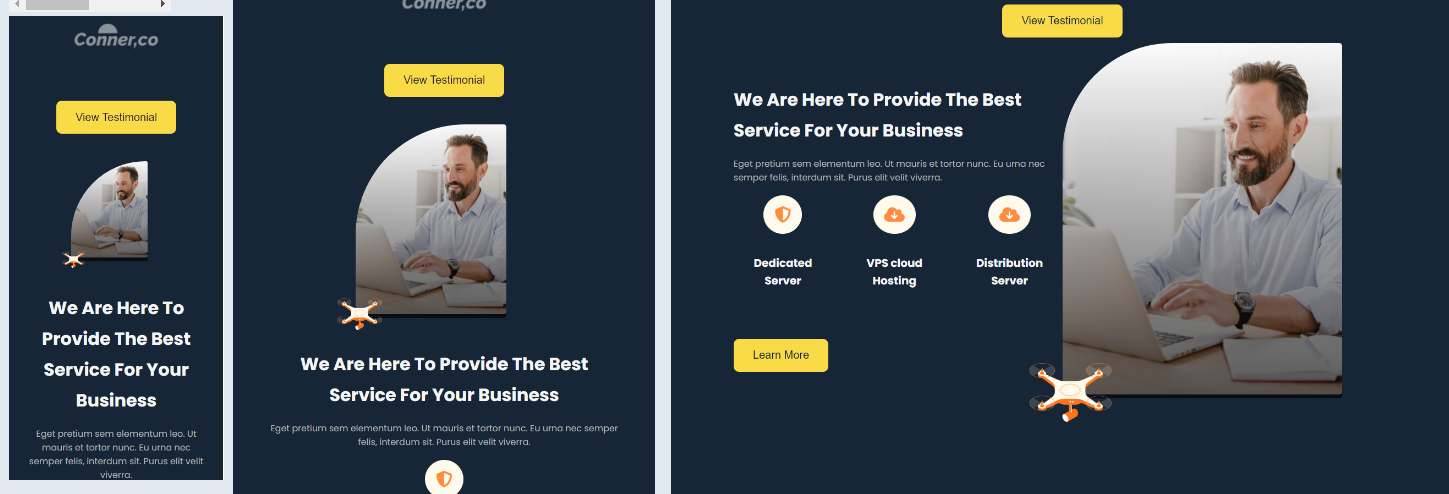 Conner,co
View Testimonial
We Are Here To
Provide The Best
Service For Your
Business
Eget pretium sem elementum leo. Ut
mauris et tortor nunc. Eu urna nec
semper felis, interdum sit. Purus elit velit
viverra.
Conner,co
View Testimonial
We Are Here To Provide The Best
Service For Your Business
Eget pretium sem elementum leo. Ut mauris et tortor nunc. Eu urna nec semper
felis, interdum sit. Purus elit velit viverra.
View Testimonial
We Are Here To Provide The Best
Service For Your Business
Eget pretium sem elementum leo. Ut mauris et tortor nunc. Eu urna nec
semper felis, interdum sit. Purus elit velit viverra.
Dedicated
Server
VPS cloud
Hosting
Distribution
Server
Learn More